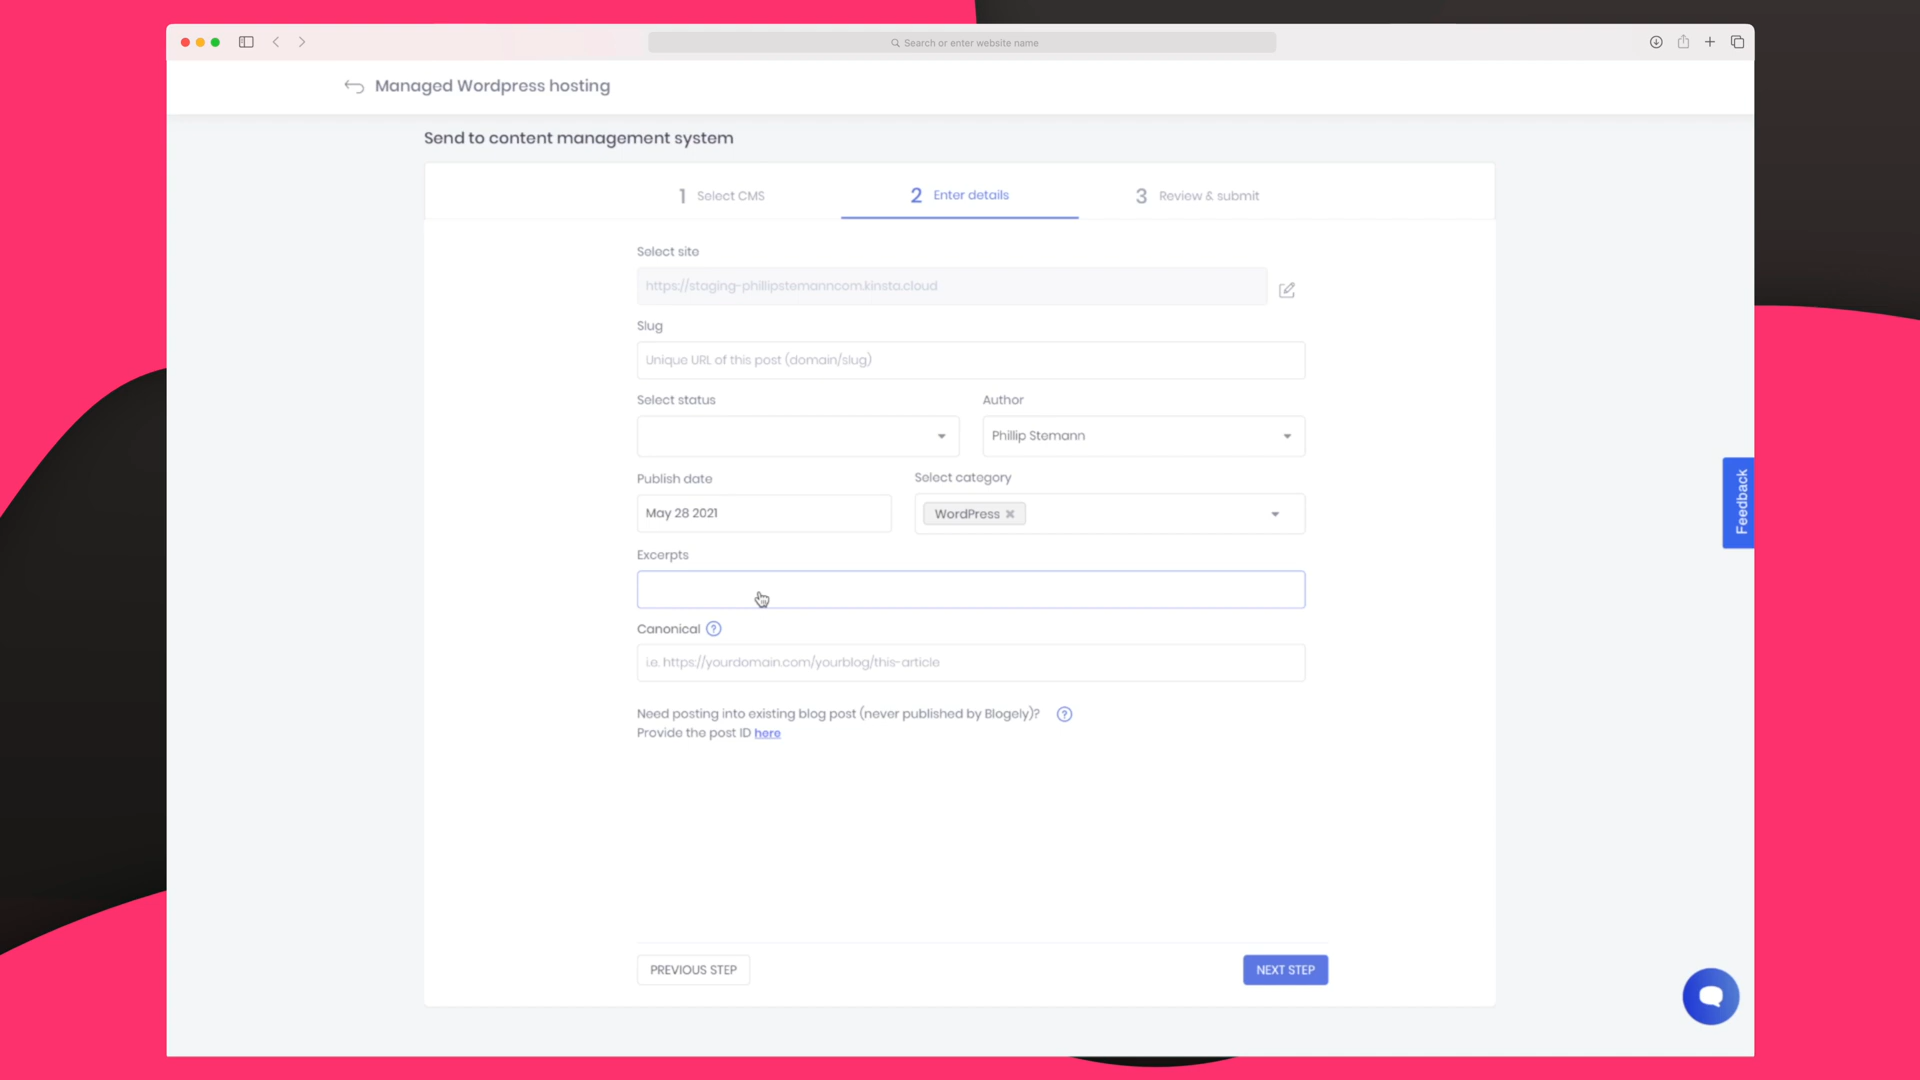 Search or enter website name
Managed Wordpress hosting
Send to content management system
1 Select CMS
2 Enter details
3 Review & submit
Select site
https://staging-phillipstemanncom.kinsta.cloud
Slug
Unique URL of this post (domain/slug)
Select status
Author
Phillip Stemann
Publish date
Select category
May 28 2021
WordPress
Feedback
Excerpts
Canonical ?
i.e. https://yourdomain.com/yourblog/this-article
Need posting into existing blog post (never published by Blogely)? ?
Provide the post ID here
PREVIOUS STEP
NEXT STEP